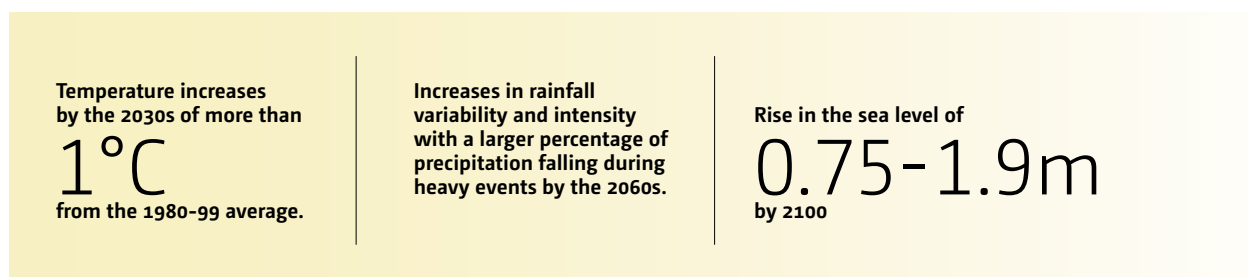 Temperature increases
by the 2030s of more than
1°C
from the 1980-99 average.
Increases in rainfall
variability and intensity
with a larger percentage of
precipitation falling during
heavy events by the 2060s.
Rise in the sea level of
0.75-1.9m
by 2100